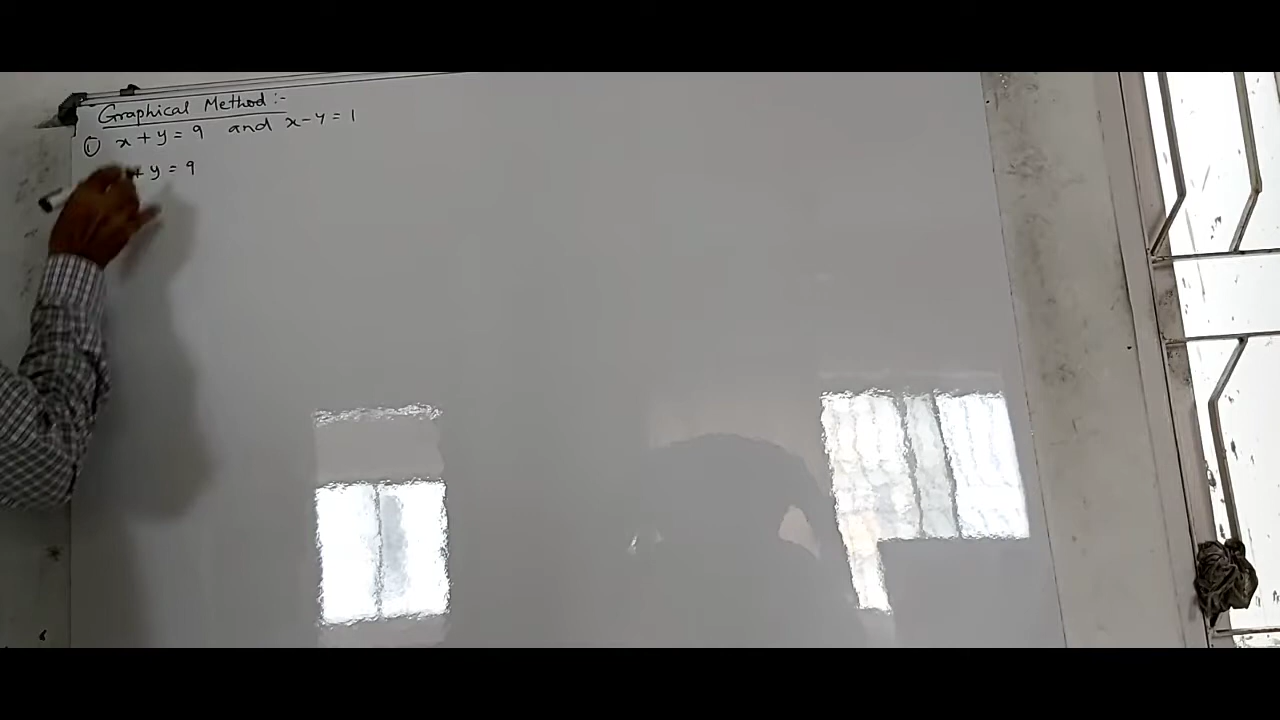 Graphical Method :-
① x + y = 9 and x - y = 1
+ y = 9